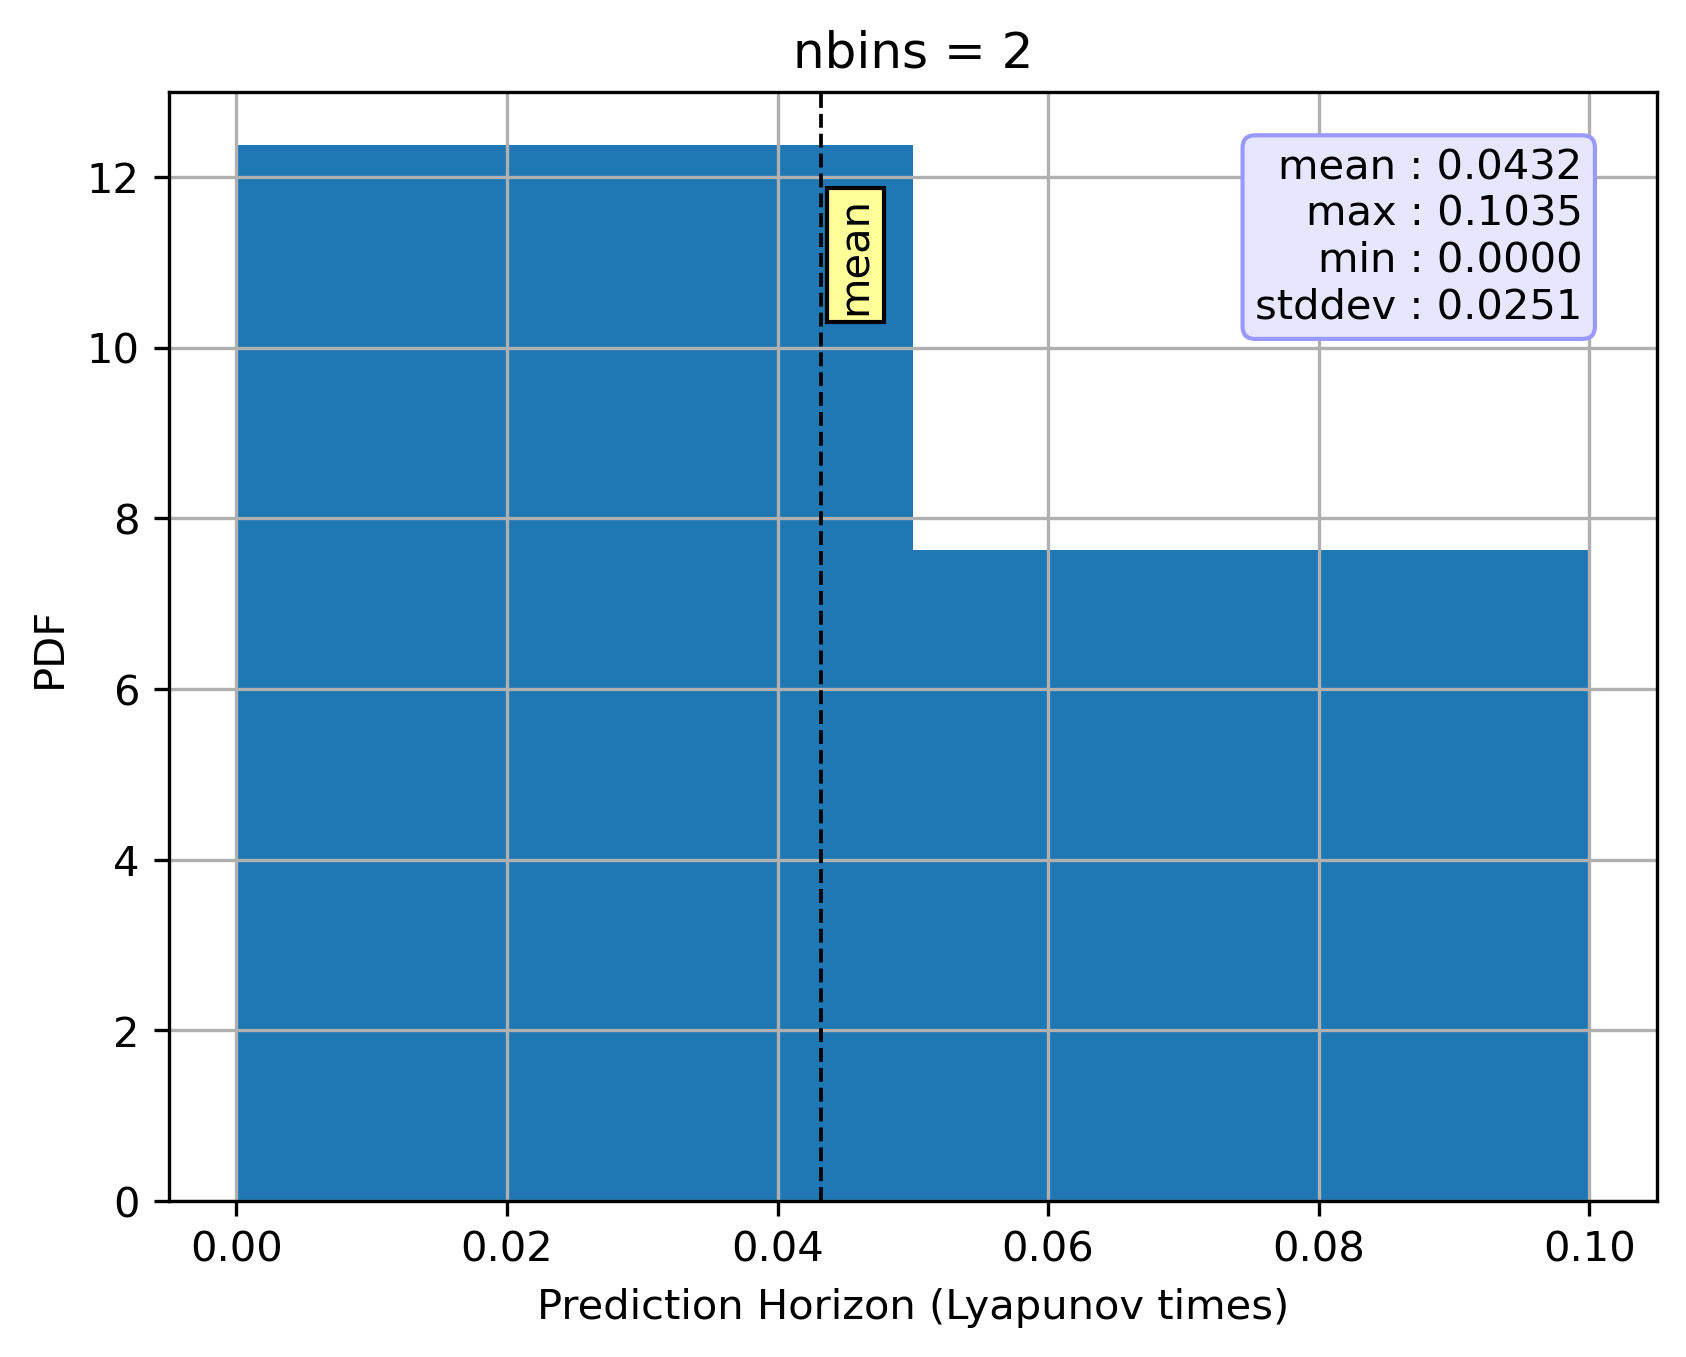 nbins = 2
mean : 0.0432
max : 0.1035
min : 0.0000
stddev : 0.0251
mean
PDF
12
10
8
6
4
2
0
0.00 0.02 0.04 0.06 0.08 0.10
Prediction Horizon (Lyapunov times)